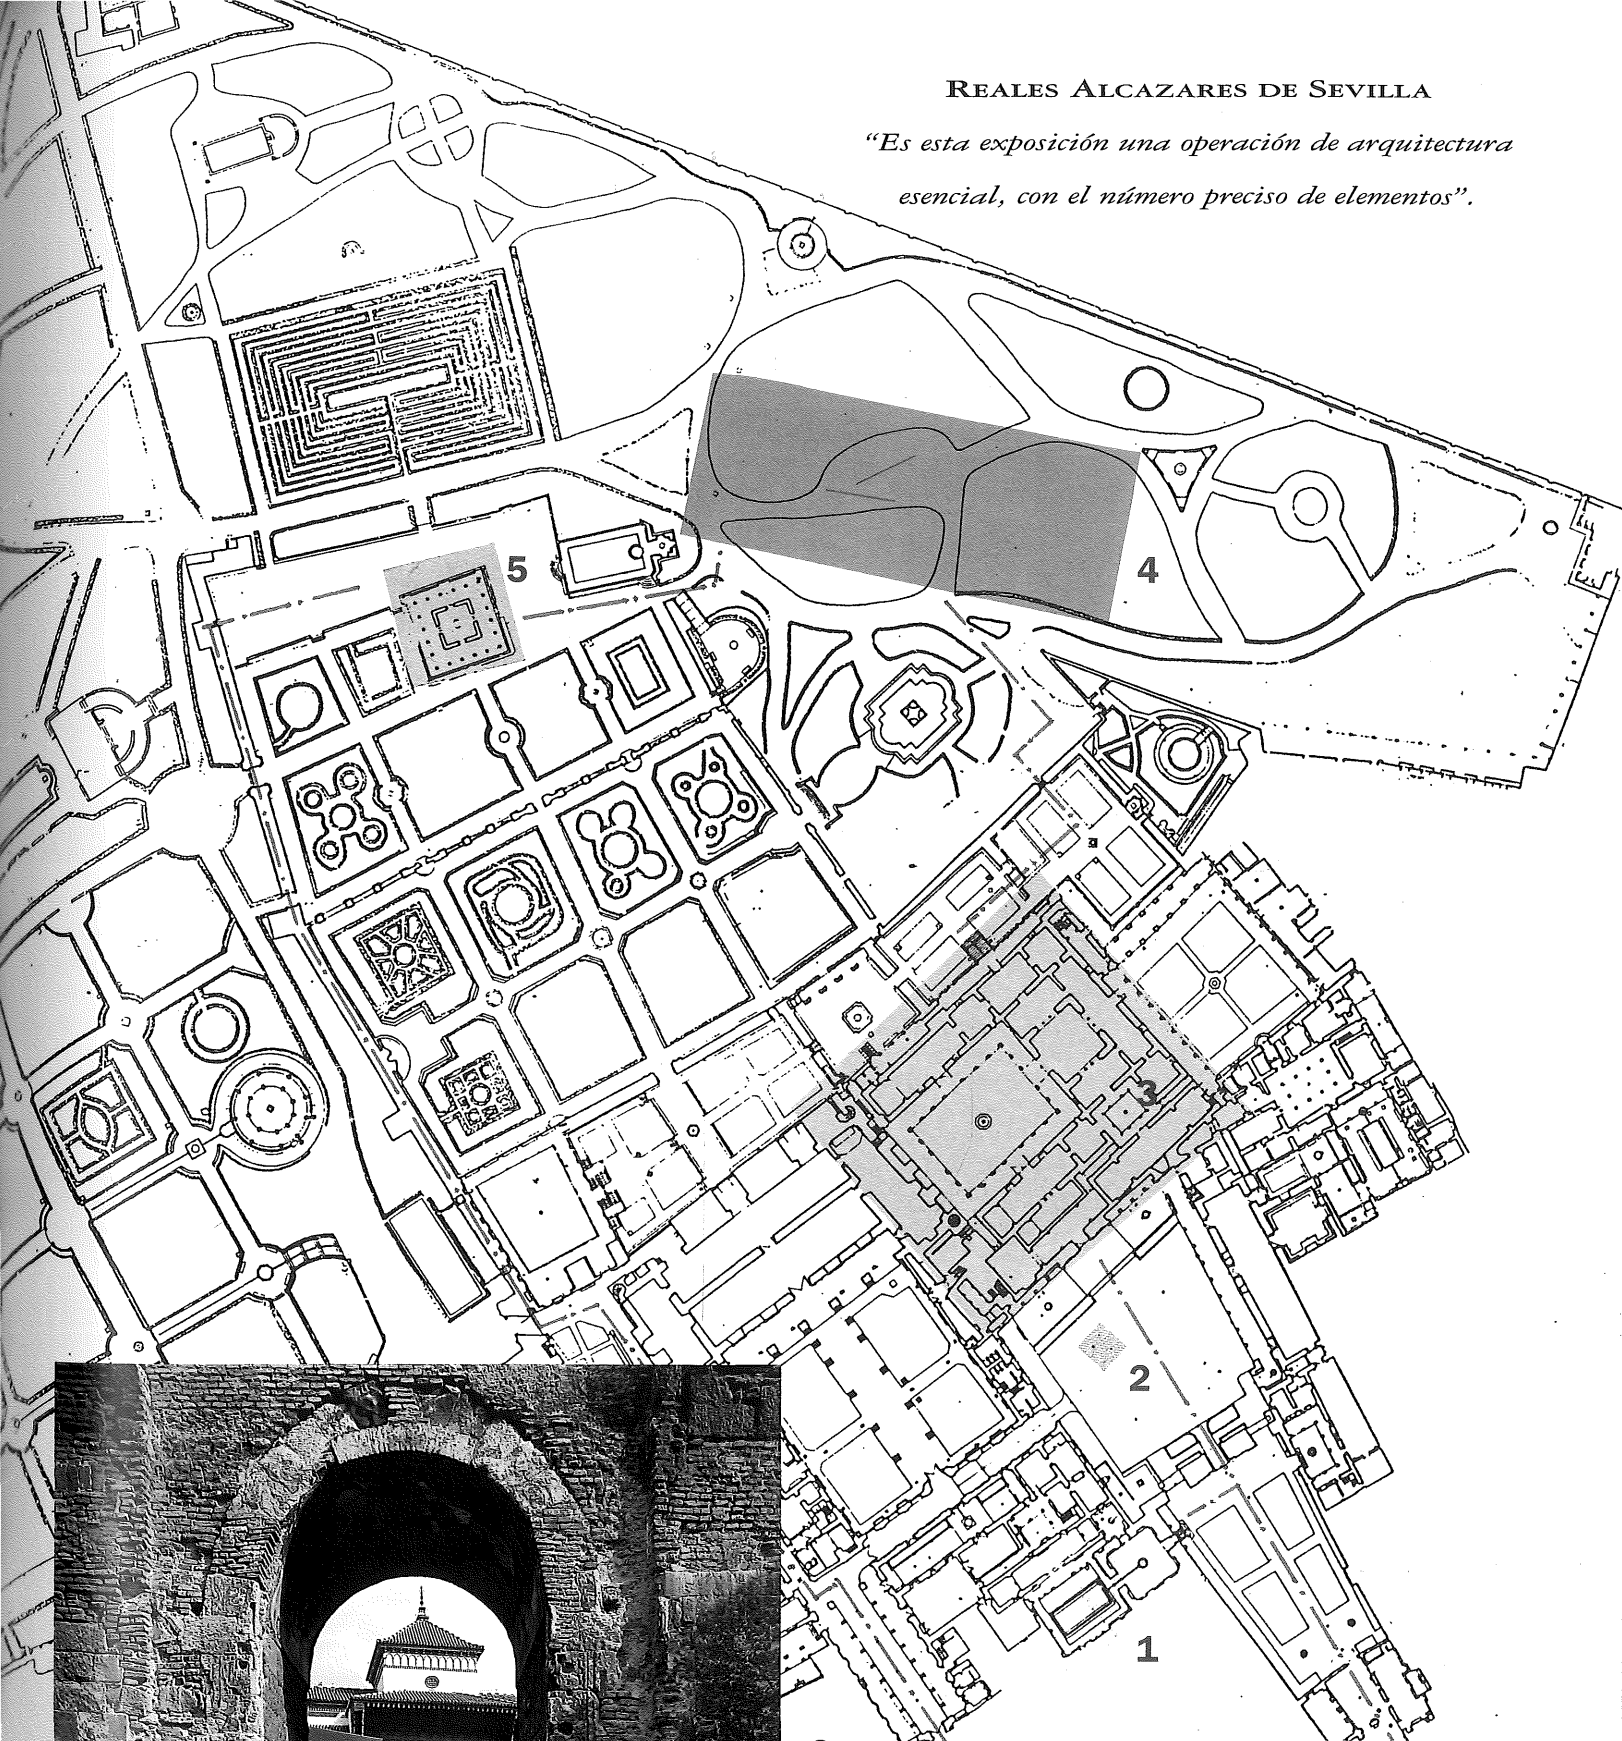 REALES ALCAZARES DE SEVILLA
“Es esta exposición una operación de arquitectura
esencial, con el número preciso de elementos”.
5
4
3
2
1